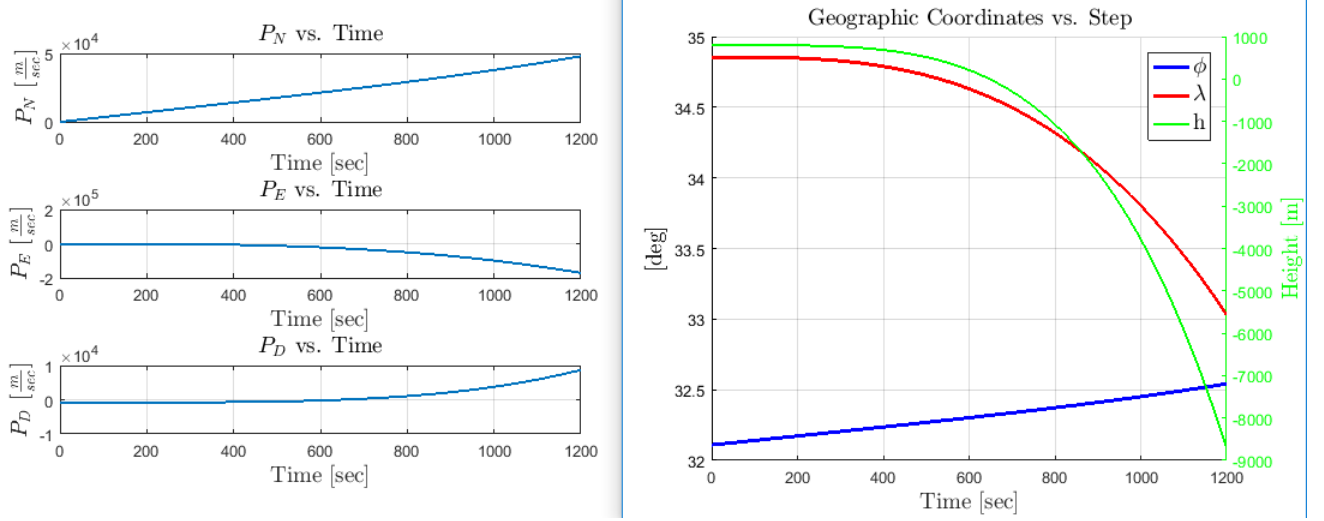 P_N vs. Time
×10^4
P_N [m/sec]
5
0
0 200 400 600 800 1000 1200
Time [sec]
P_E vs. Time
×10^5
P_E [m/sec]
2
0
-2
0 200 400 600 800 1000 1200
Time [sec]
P_D vs. Time
×10^4
P_D [m/sec]
1
0
-1
0 200 400 600 800 1000 1200
Time [sec]
Geographic Coordinates vs. Step
[deg]
35
34.5
34
33.5
33
32.5
32
ϕ
λ
h
1000
0
-1000
-2000
-3000
-4000
-5000
-6000
-7000
-8000
-9000
Height [m]
0 200 400 600 800 1000 1200
Time [sec]